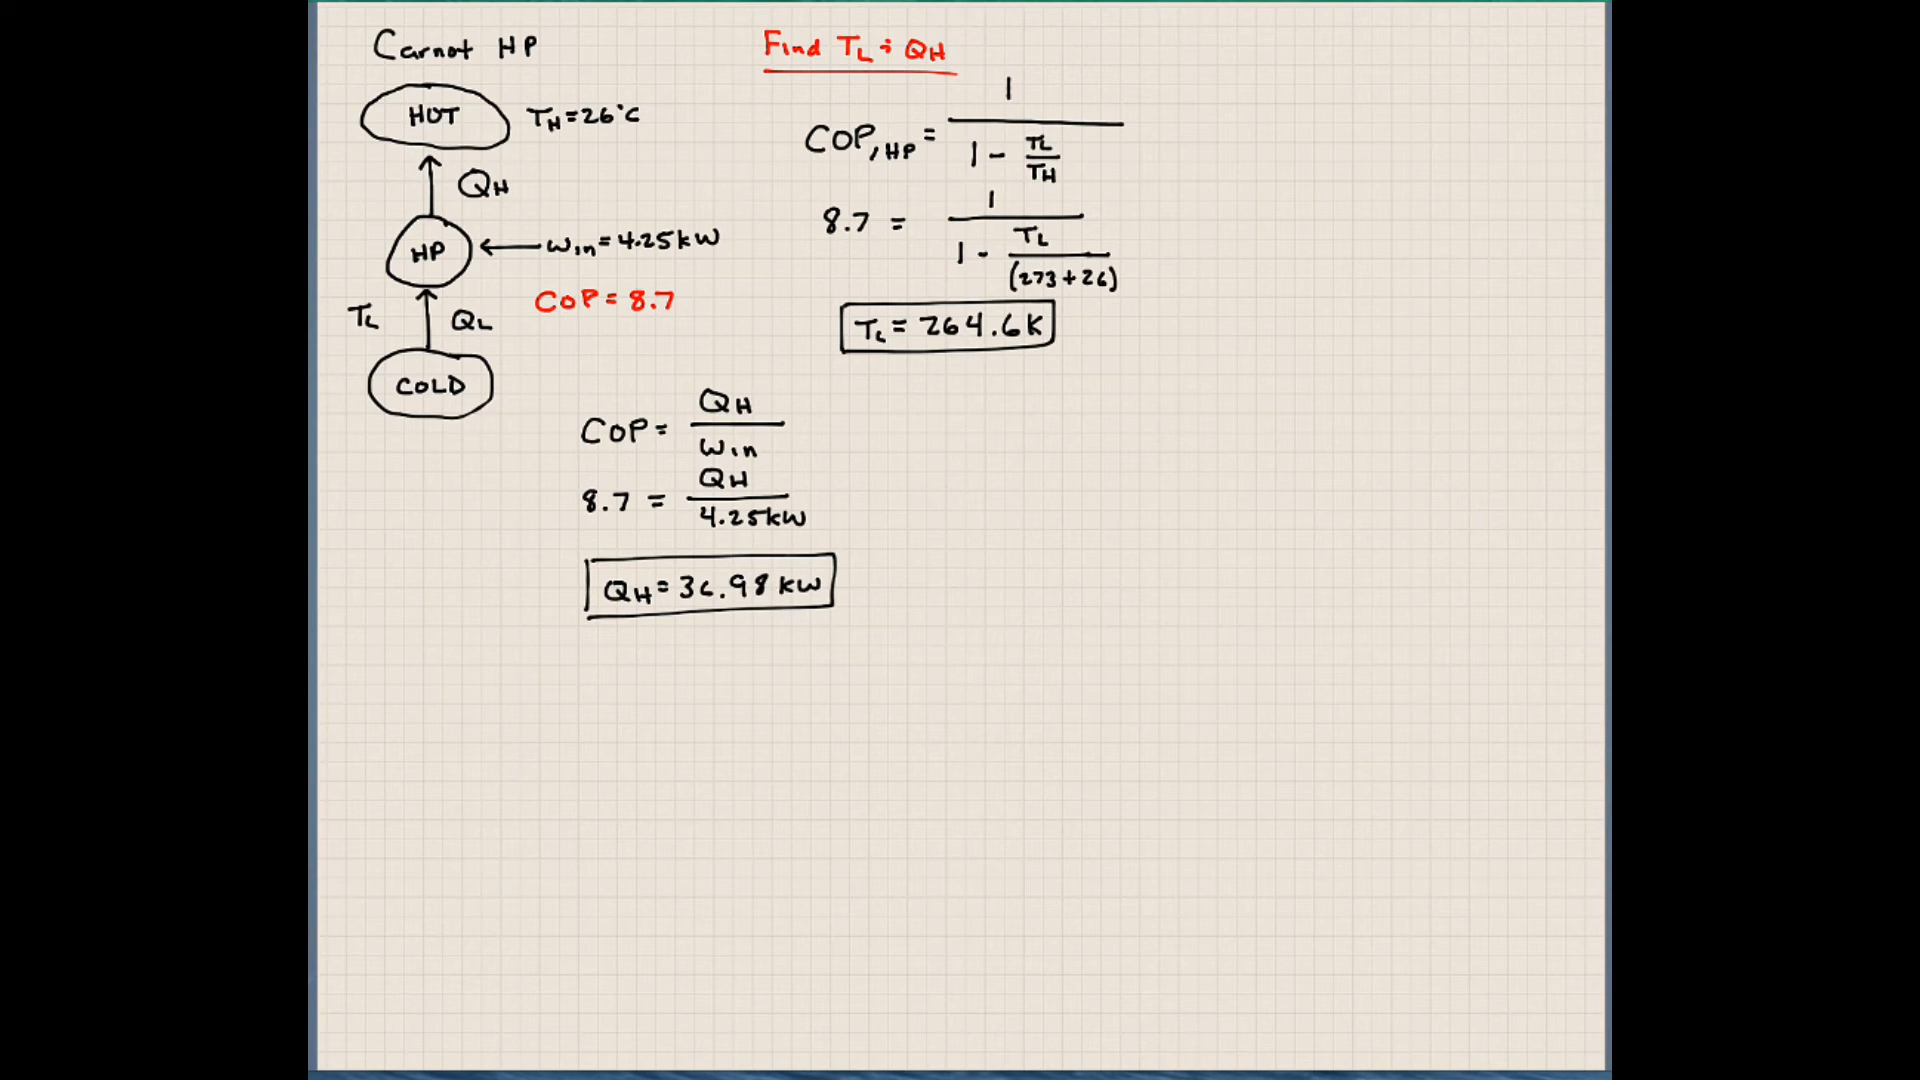 Carnot HP
HOT
TH=26°C
QH
HP
Win=4.25kW
COP=8.7
TL
QL
COLD
Find TL & QH
COP,HP = 1 / (1 - TL/TH)
8.7 = 1 / (1 - TL/(273+26))
TL = 264.6K
COP = QH / Win
8.7 = QH / 4.25kW
QH = 36.98 kW